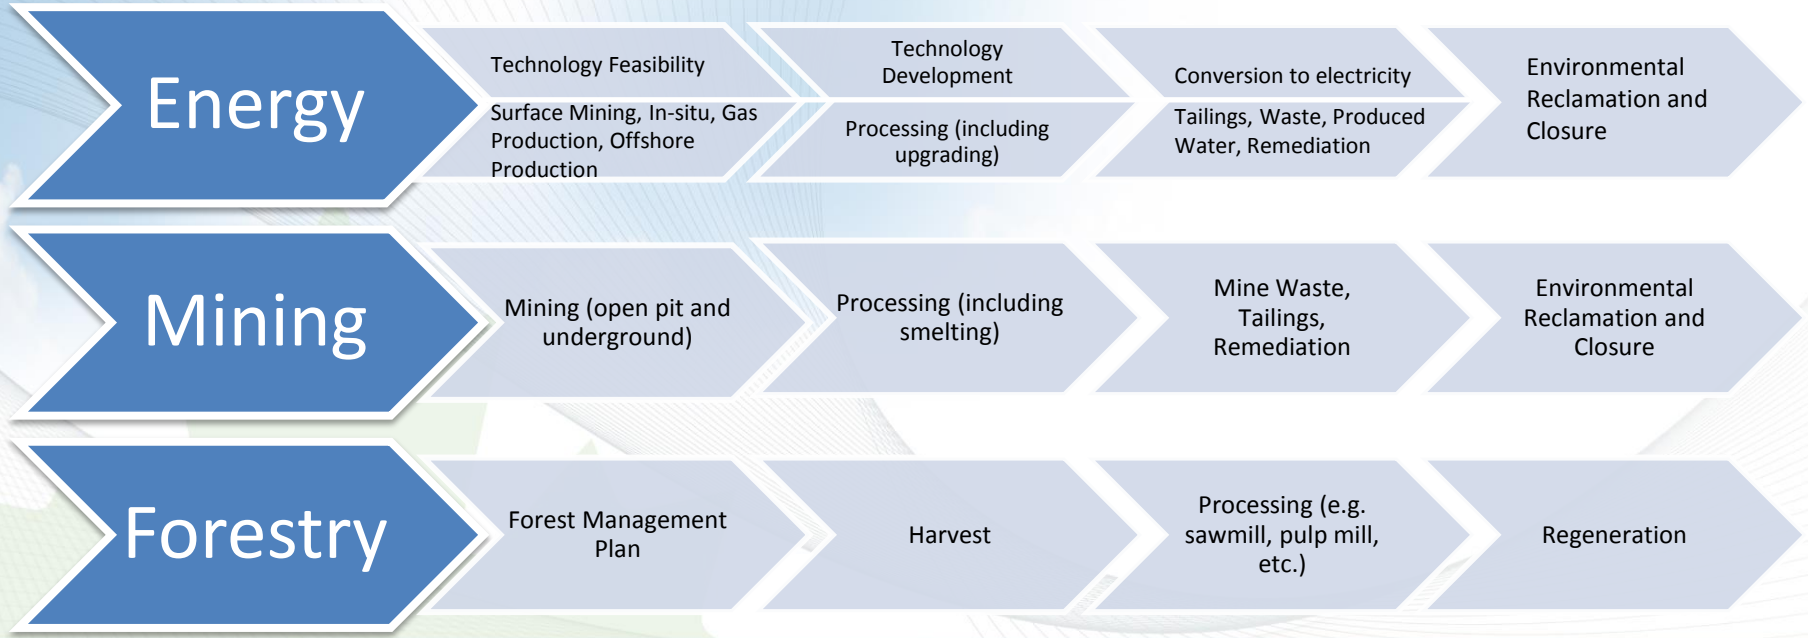 Energy
Technology Feasibility
Surface Mining, In-situ, Gas
Production, Offshore
Production
Technology
Development
Processing (including
upgrading)
Conversion to electricity
Tailings, Waste, Produced
Water, Remediation
Environmental
Reclamation and
Closure
Mining
Mining (open pit and
underground)
Processing (including
smelting)
Mine Waste,
Tailings,
Remediation
Environmental
Reclamation and
Closure
Forestry
Forest Management
Plan
Harvest
Processing (e.g.
sawmill, pulp mill,
etc.)
Regeneration